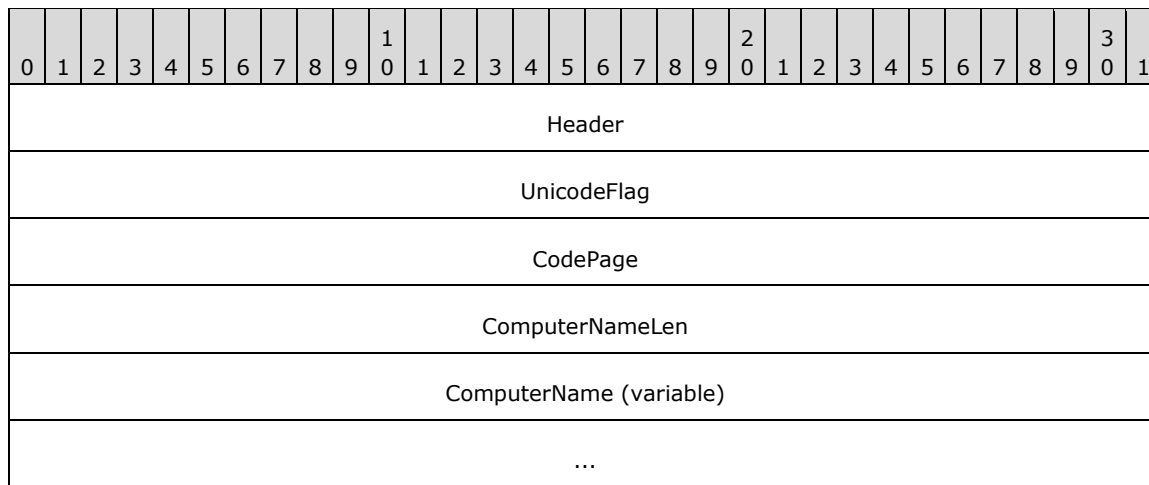 1 2 3
0 1 2 3 4 5 6 7 8 9 0 1 2 3 4 5 6 7 8 9 0 1 2 3 4 5 6 7 8 9 0 1
Header
UnicodeFlag
CodePage
ComputerNameLen
ComputerName (variable)
...